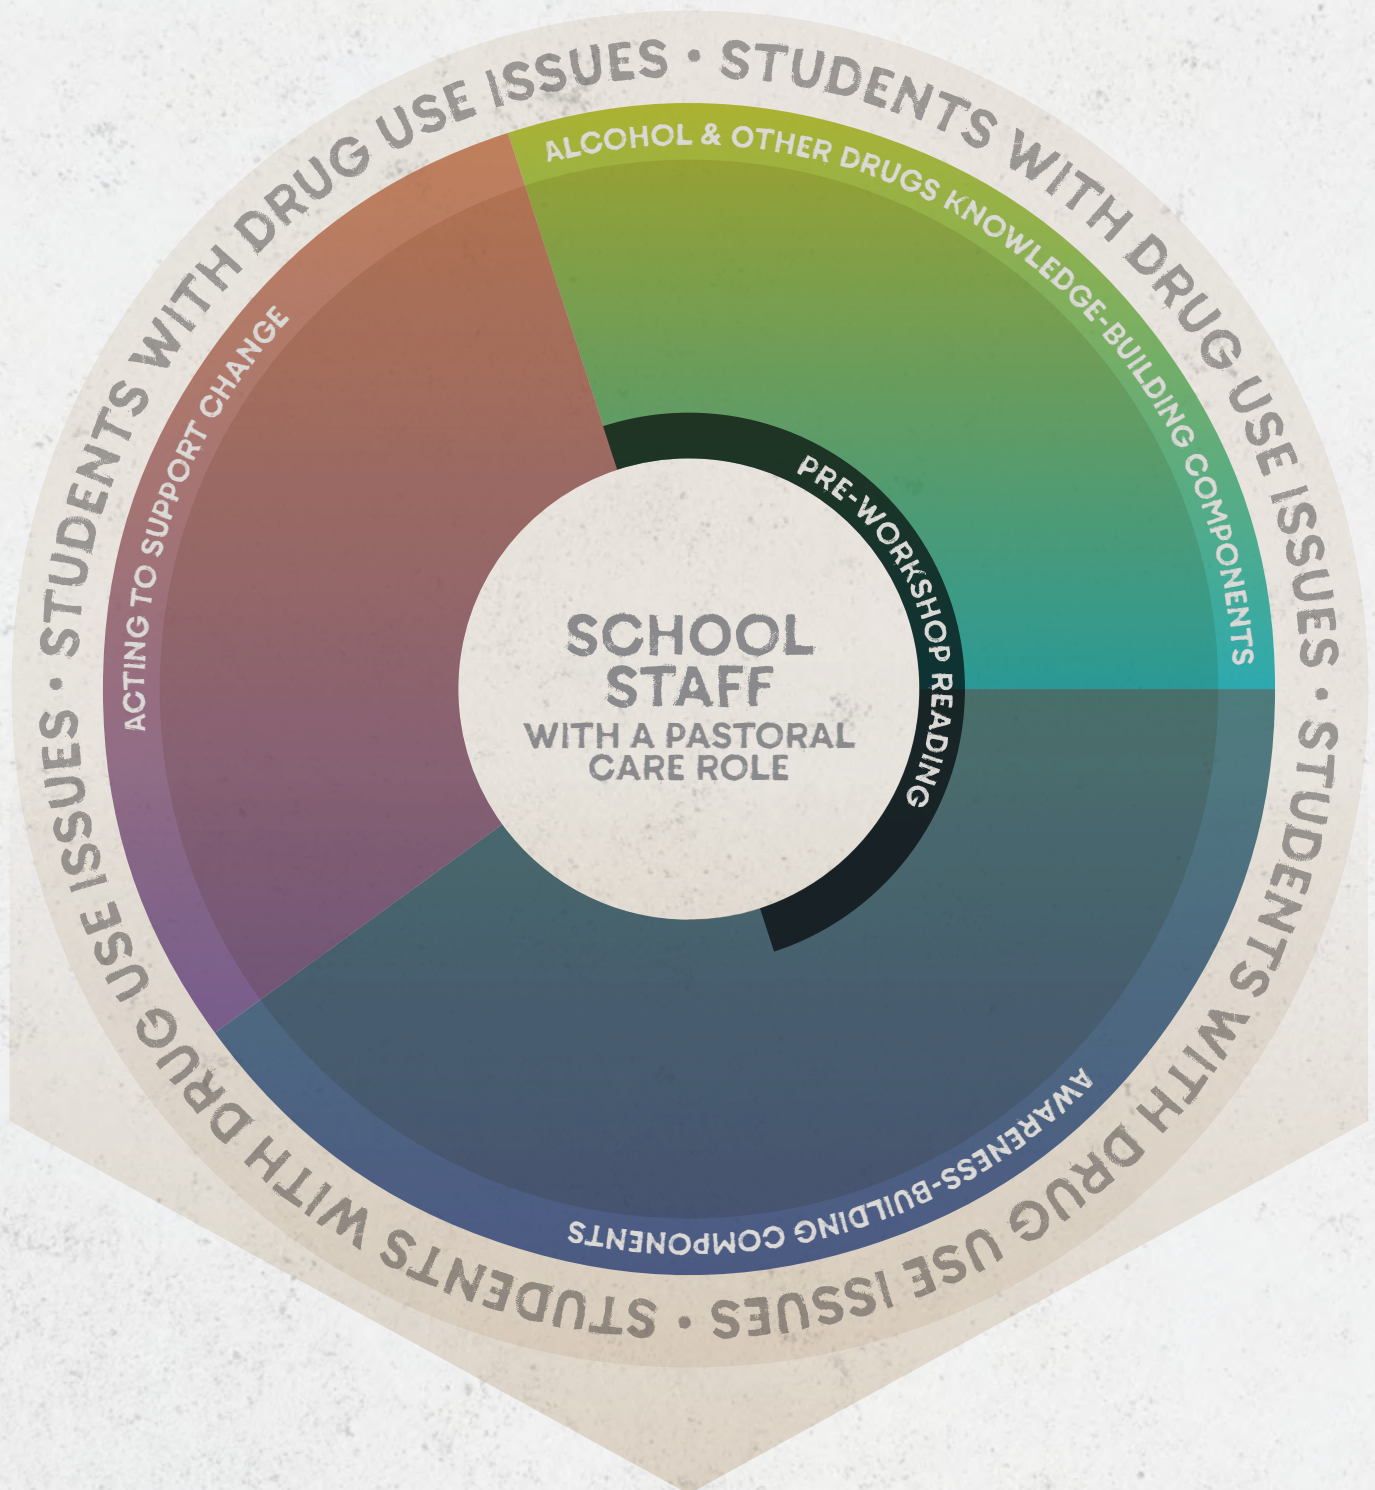 STUDENTS WITH DRUG USE ISSUES • STUDENTS WITH DRUG USE ISSUES • STUDENTS WITH DRUG USE ISSUES • STUDENTS WITH DRUG USE ISSUES •
ALCOHOL & OTHER DRUGS KNOWLEDGE-BUILDING COMPONENTS
AWARENESS-BUILDING COMPONENTS
ACTING TO SUPPORT CHANGE
PRE-WORKSHOP READING
SCHOOL
STAFF
WITH A PASTORAL
CARE ROLE